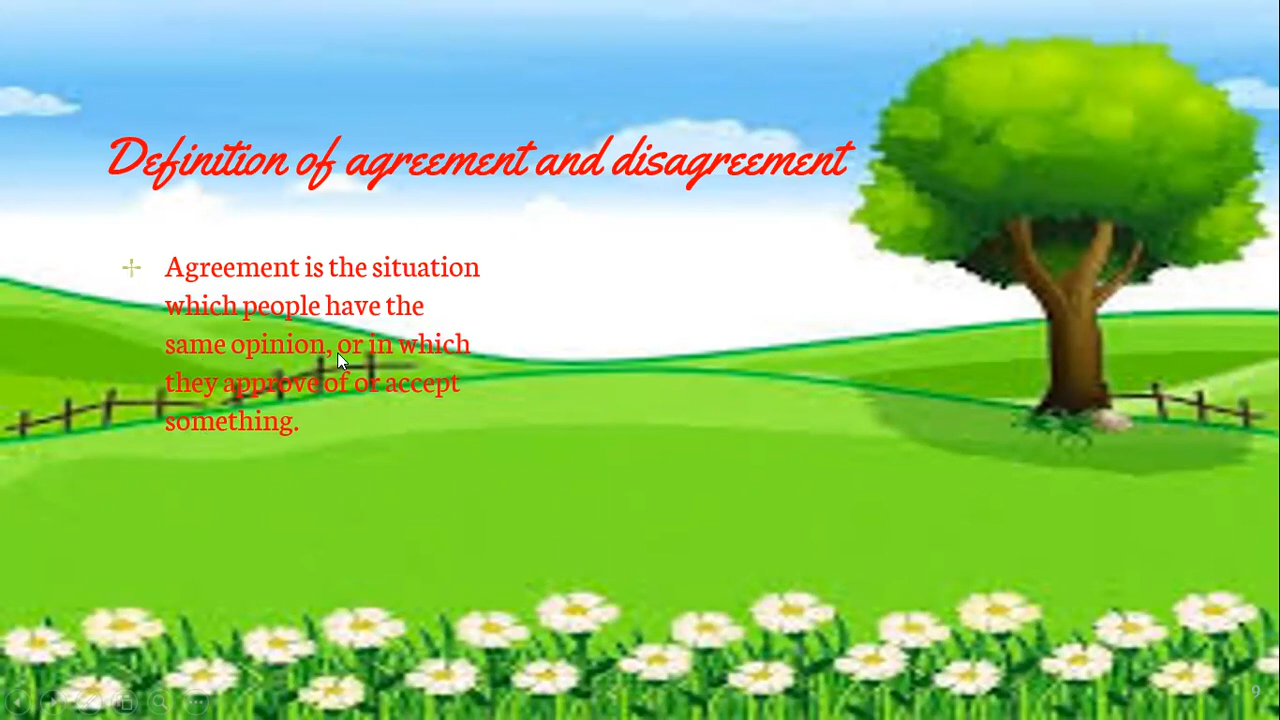 Definition of agreement and disagreement
Agreement is the situation
which people have the
same opinion, or in which
they approve of or accept
something.
9